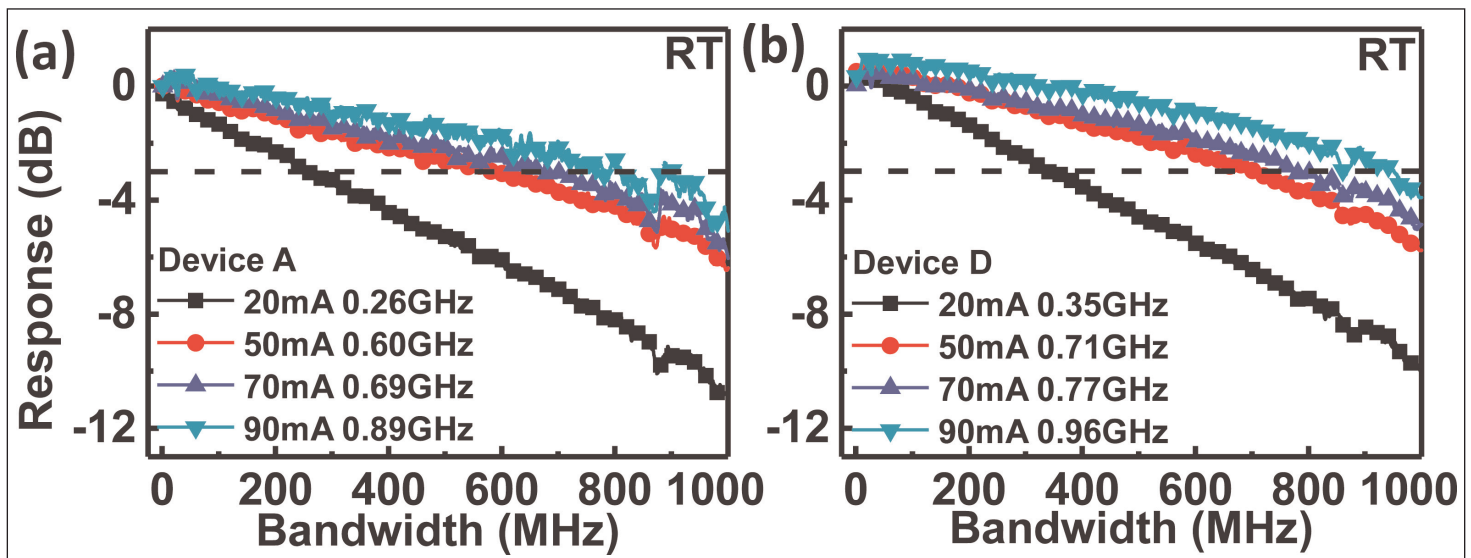 (a)
RT
Response (dB)
0
-4
-8
-12
Device A
20mA 0.26GHz
50mA 0.60GHz
70mA 0.69GHz
90mA 0.89GHz
0 200 400 600 800 1000
Bandwidth (MHz)
(b)
RT
0
-4
-8
-12
Device D
20mA 0.35GHz
50mA 0.71GHz
70mA 0.77GHz
90mA 0.96GHz
0 200 400 600 800 1000
Bandwidth (MHz)